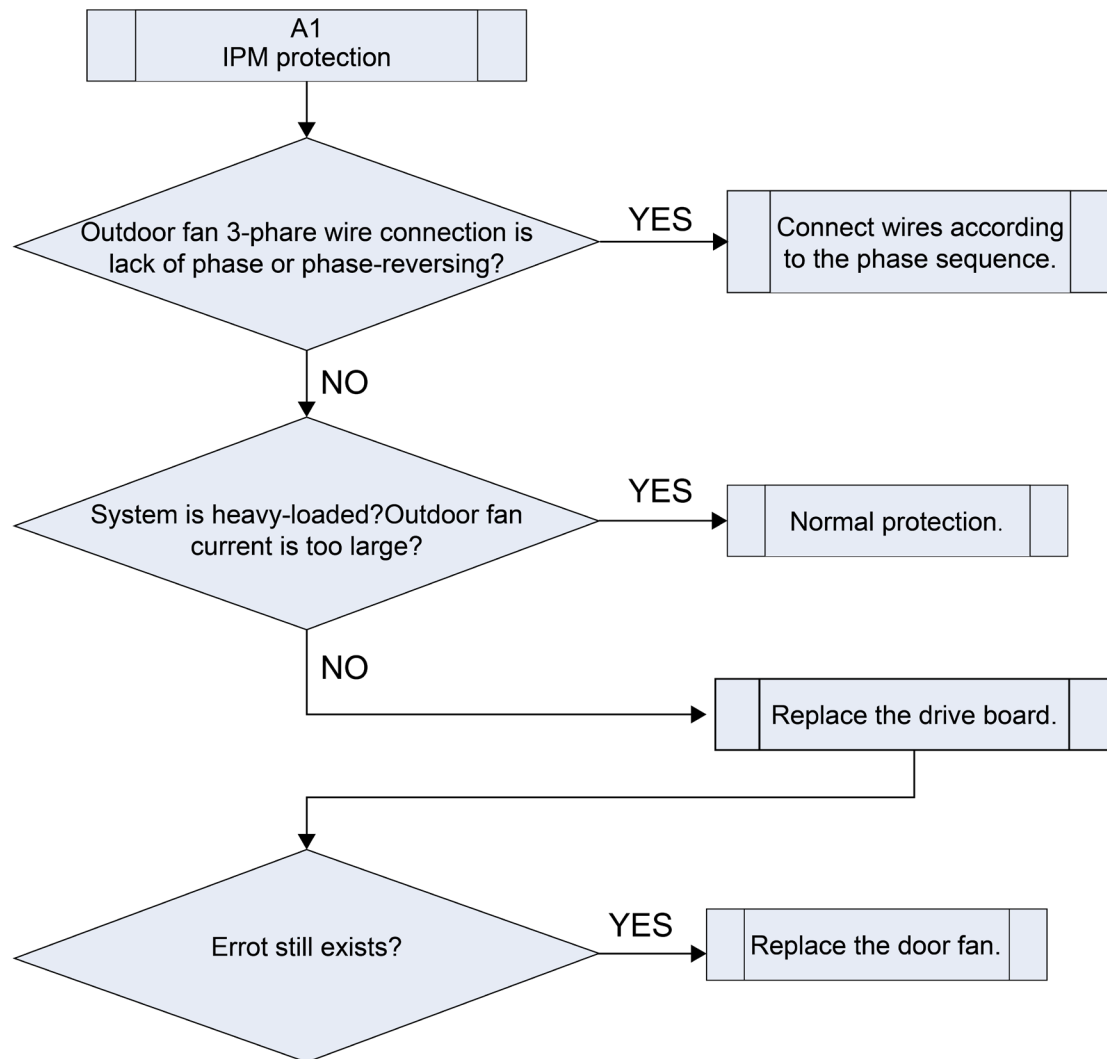 A1
IPM protection
Outdoor fan 3-phare wire connection is
lack of phase or phase-reversing?
YES
Connect wires according
to the phase sequence.
NO
System is heavy-loaded?Outdoor fan
current is too large?
YES
Normal protection.
NO
Replace the drive board.
Errot still exists?
YES
Replace the door fan.